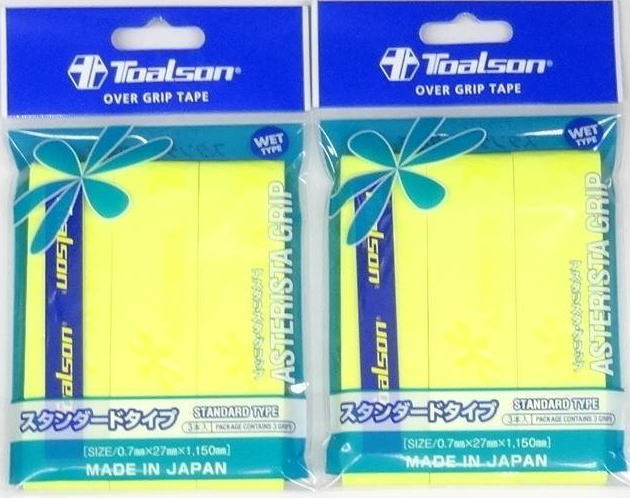 Toalson®
OVER GRIP TAPE
WET
TYPE
ASTERISTA GRIP
alson
スタンダードタイプ
STANDARD TYPE
3本入
PACKAGE CONTAINS 3 GRIPS
[SIZE/0.7mm×27mm×1,150mm]
MADE IN JAPAN
Toalson®
OVER GRIP TAPE
WET
TYPE
ASTERISTA GRIP
alson
スタンダードタイプ
STANDARD TYPE
3本入
PACKAGE CONTAINS 3 GRIPS
[SIZE/0.7mm×27mm×1,150mm]
MADE IN JAPAN